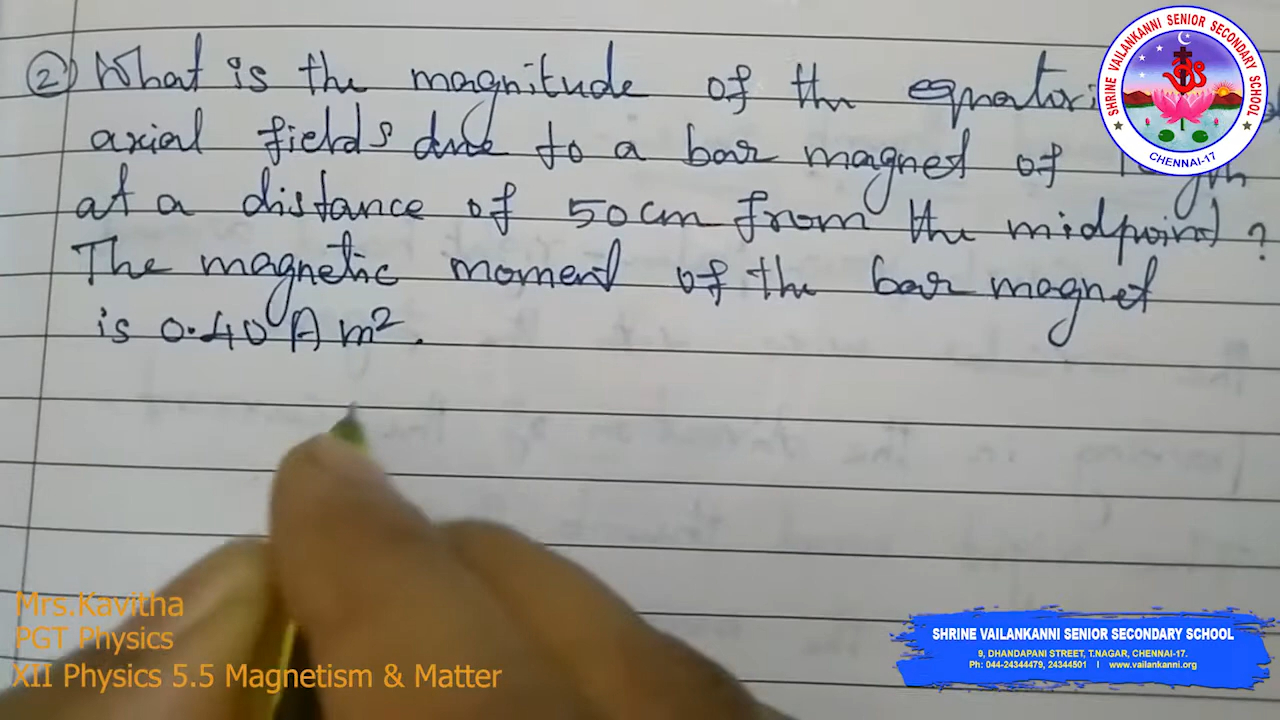 ② What is the magnitude of the
axial fields due to a bar magnet of
at a distance of 50cm from the midpoint ?
The magnetic moment of the bar magnet
is 0.40 A m².
SHRINE VAILANKANNI SENIOR SECONDARY SCHOOL
CHENNAI-17
Mrs.Kavitha
PGT Physics
XII Physics 5.5 Magnetism & Matter
SHRINE VAILANKANNI SENIOR SECONDARY SCHOOL
9, DHANDAPANI STREET, T.NAGAR, CHENNAI-17.
Ph: 044-24344479, 24344501 | www.vailankanni.org